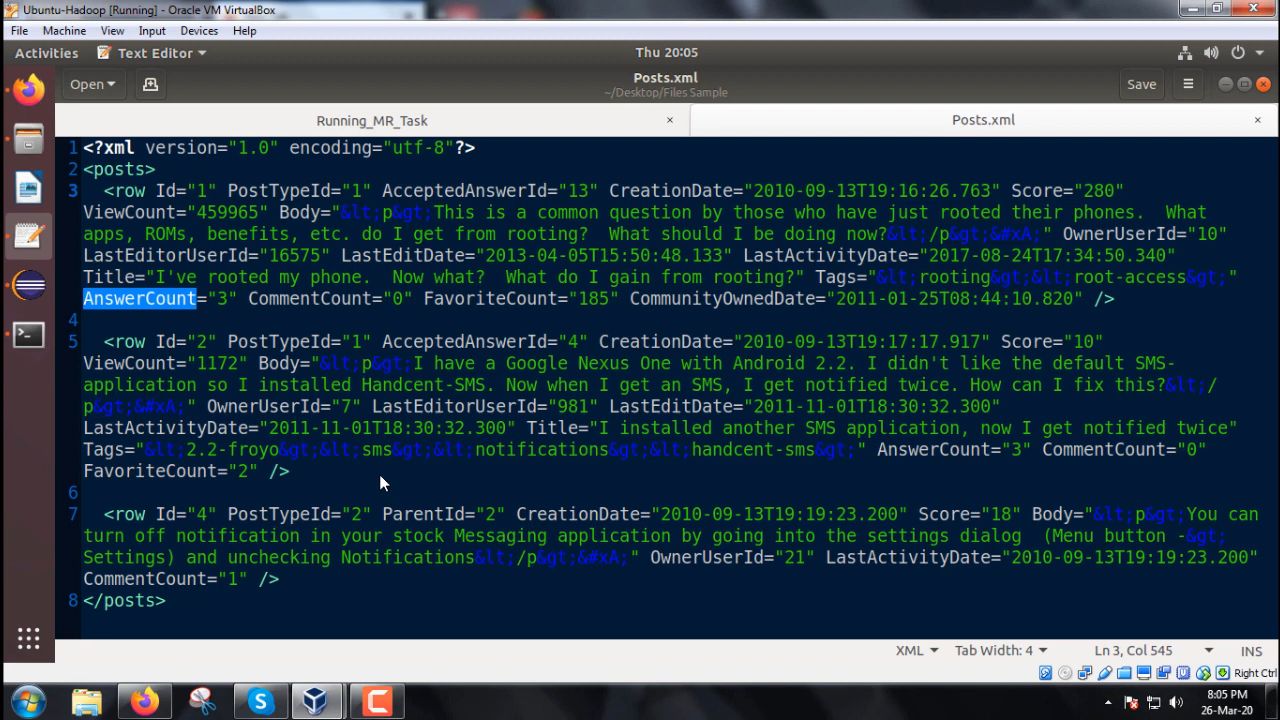 Ubuntu-Hadoop [Running] - Oracle VM VirtualBox
File Machine View Input Devices Help
Activities Text Editor Thu 20:05
Open Posts.xml Save
~/Desktop/Files Sample
Running_MR_Task × Posts.xml ×
1 <?xml version="1.0" encoding="utf-8"?>
2 <posts>
3 <row Id="1" PostTypeId="1" AcceptedAnswerId="13" CreationDate="2010-09-13T19:16:26.763" Score="280"
ViewCount="459965" Body="&lt;p&gt;This is a common question by those who have just rooted their phones.  What
apps, ROMs, benefits, etc. do I get from rooting?  What should I be doing now?&lt;/p&gt;&#xA;" OwnerUserId="10"
LastEditorUserId="16575" LastEditDate="2013-04-05T15:50:48.133" LastActivityDate="2017-08-24T17:34:50.340"
Title="I've rooted my phone.  Now what?  What do I gain from rooting?" Tags="&lt;rooting&gt;&lt;root-access&gt;"
AnswerCount="3" CommentCount="0" FavoriteCount="185" CommunityOwnedDate="2011-01-25T08:44:10.820" />
4
5 <row Id="2" PostTypeId="1" AcceptedAnswerId="4" CreationDate="2010-09-13T19:17:17.917" Score="10"
ViewCount="1172" Body="&lt;p&gt;I have a Google Nexus One with Android 2.2. I didn't like the default SMS-
application so I installed Handcent-SMS. Now when I get an SMS, I get notified twice. How can I fix this?&lt;/
p&gt;&#xA;" OwnerUserId="7" LastEditorUserId="981" LastEditDate="2011-11-01T18:30:32.300"
LastActivityDate="2011-11-01T18:30:32.300" Title="I installed another SMS application, now I get notified twice"
Tags="&lt;2.2-froyo&gt;&lt;sms&gt;&lt;notifications&gt;&lt;handcent-sms&gt;" AnswerCount="3" CommentCount="0"
FavoriteCount="2" />
6
7 <row Id="4" PostTypeId="2" ParentId="2" CreationDate="2010-09-13T19:19:23.200" Score="18" Body="&lt;p&gt;You can
turn off notification in your stock Messaging application by going into the settings dialog  (Menu button -&gt;
Settings) and unchecking Notifications&lt;/p&gt;&#xA;" OwnerUserId="21" LastActivityDate="2010-09-13T19:19:23.200"
CommentCount="1" />
8 </posts>
XML Tab Width: 4 Ln 3, Col 545 INS
Right Ctrl
8:05 PM
26-Mar-20